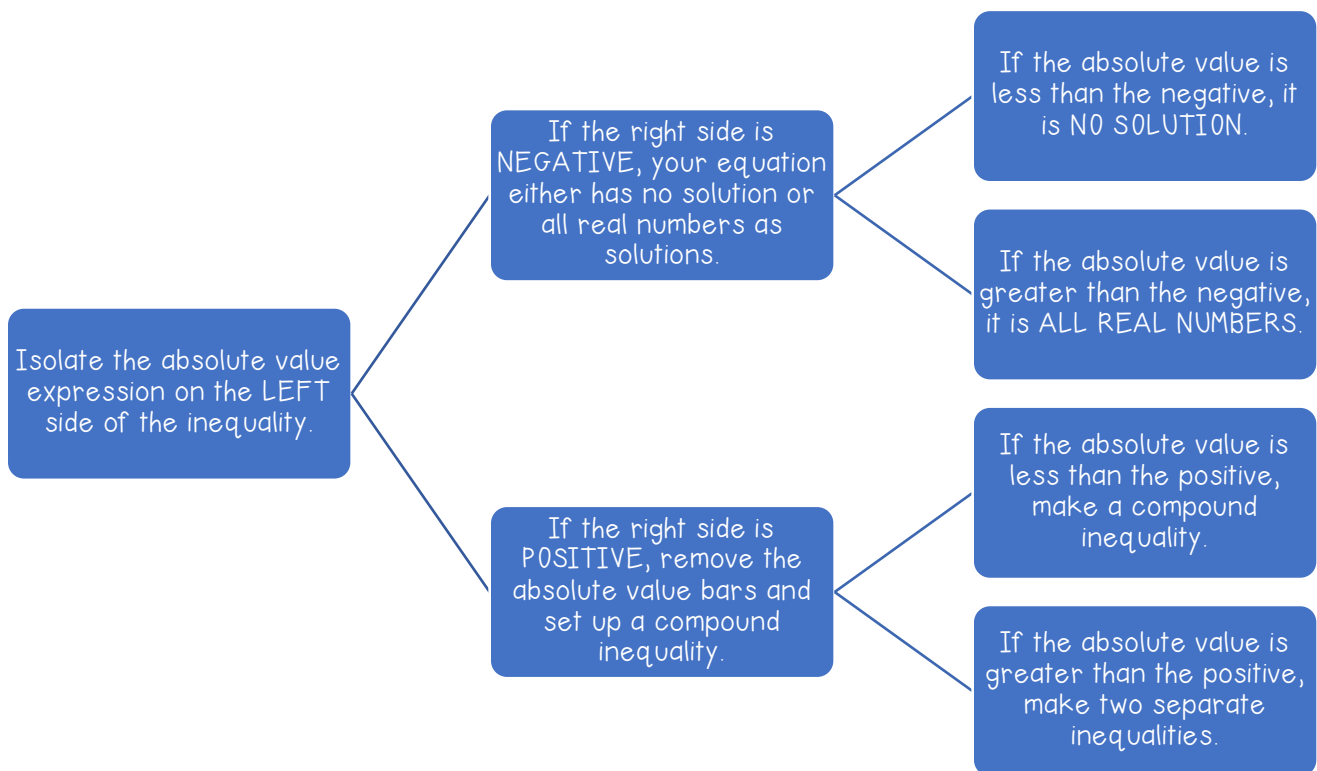 Isolate the absolute value
expression on the LEFT
side of the inequality.
If the right side is
NEGATIVE, your equation
either has no solution or
all real numbers as
solutions.
If the absolute value is
less than the negative, it
is NO SOLUTION.
If the absolute value is
greater than the negative,
it is ALL REAL NUMBERS.
If the right side is
POSITIVE, remove the
absolute value bars and
set up a compound
inequality.
If the absolute value is
less than the positive,
make a compound
inequality.
If the absolute value is
greater than the positive,
make two separate
inequalities.